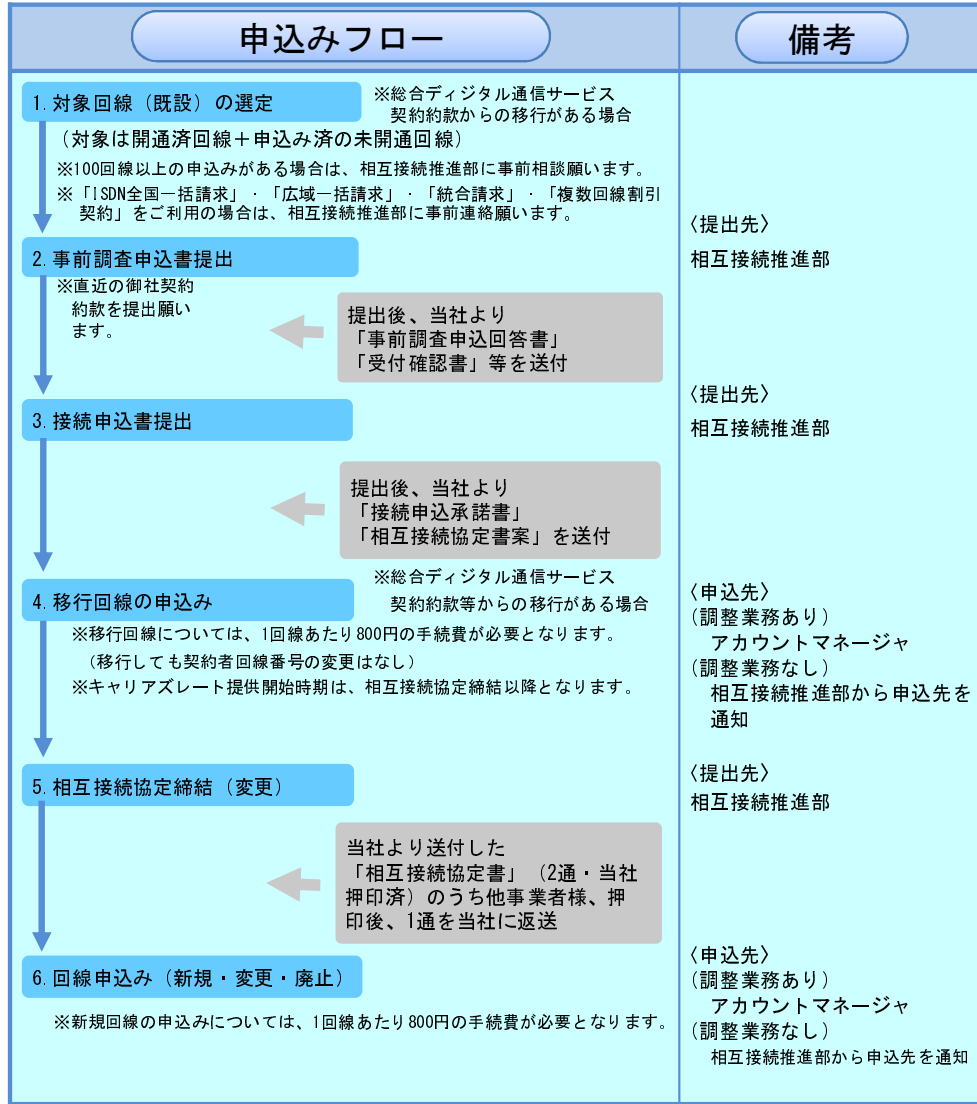 申込みフロー
備考
1.対象回線（既設）の選定
※総合ディジタル通信サービス
契約約款からの移行がある場合
（対象は開通済回線＋申込み済の未開通回線）
※100回線以上の申込みがある場合は、相互接続推進部に事前相談願います。
※「ISDN全国一括請求」・「広域一括請求」・「統合請求」・「複数回線割引
契約」をご利用の場合は、相互接続推進部に事前連絡願います。
2.事前調査申込書提出
〈提出先〉
相互接続推進部
※直近の御社契約
約款を提出願い
ます。
提出後、当社より
「事前調査申込回答書」
「受付確認書」等を送付
3.接続申込書提出
〈提出先〉
相互接続推進部
提出後、当社より
「接続申込承諾書」
「相互接続協定書案」を送付
4.移行回線の申込み
※総合ディジタル通信サービス
契約約款等からの移行がある場合
※移行回線については、1回線あたり800円の手続費が必要となります。
（移行しても契約者回線番号の変更はなし）
※キャリアズレート提供開始時期は、相互接続協定締結以降となります。
〈申込先〉
（調整業務あり）
アカウントマネージャ
（調整業務なし）
相互接続推進部から申込先を
通知
5.相互接続協定締結（変更）
〈提出先〉
相互接続推進部
当社より送付した
「相互接続協定書」（2通・当社
押印済）のうち他事業者様、押
印後、1通を当社に返送
6.回線申込み（新規・変更・廃止）
※新規回線の申込みについては、1回線あたり800円の手続費が必要となります。
〈申込先〉
（調整業務あり）
アカウントマネージャ
（調整業務なし）
相互接続推進部から申込先を通知